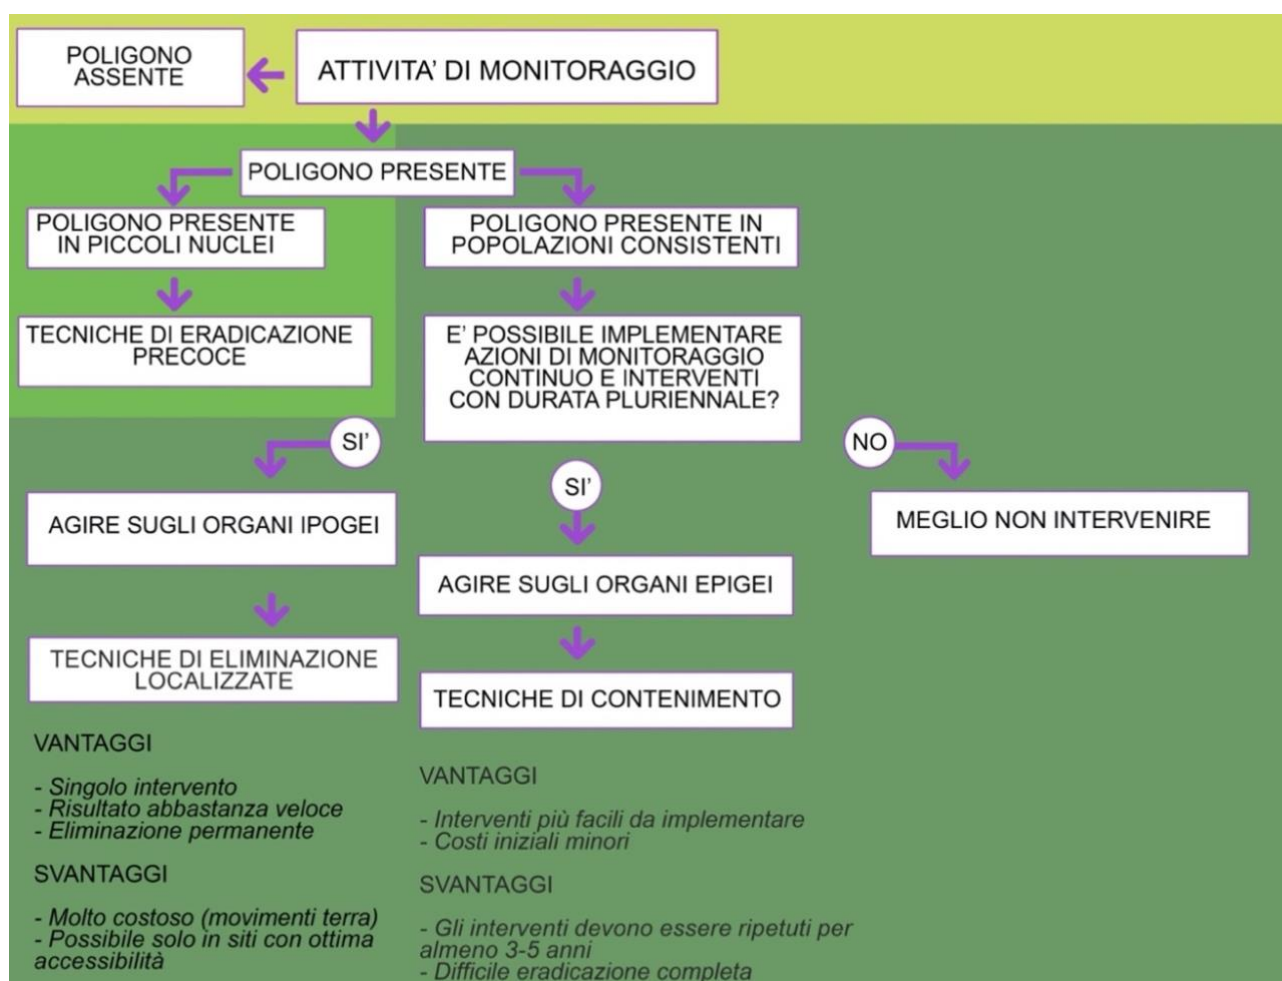 POLIGONO
ASSENTE
ATTIVITA' DI MONITORAGGIO
POLIGONO PRESENTE
POLIGONO PRESENTE
IN PICCOLI NUCLEI
POLIGONO PRESENTE IN
POPOLAZIONI CONSISTENTI
TECNICHE DI ERADICAZIONE
PRECOCE
E' POSSIBILE IMPLEMENTARE
AZIONI DI MONITORAGGIO
CONTINUO E INTERVENTI
CON DURATA PLURIENNALE?
SI'
NO
SI'
AGIRE SUGLI ORGANI IPOGEI
MEGLIO NON INTERVENIRE
AGIRE SUGLI ORGANI EPIGEI
TECNICHE DI ELIMINAZIONE
LOCALIZZATE
TECNICHE DI CONTENIMENTO
VANTAGGI
- Singolo intervento
- Risultato abbastanza veloce
- Eliminazione permanente
SVANTAGGI
- Molto costoso (movimenti terra)
- Possibile solo in siti con ottima
accessibilità
VANTAGGI
- Interventi più facili da implementare
- Costi iniziali minori
SVANTAGGI
- Gli interventi devono essere ripetuti per
almeno 3-5 anni
- Difficile eradicazione completa